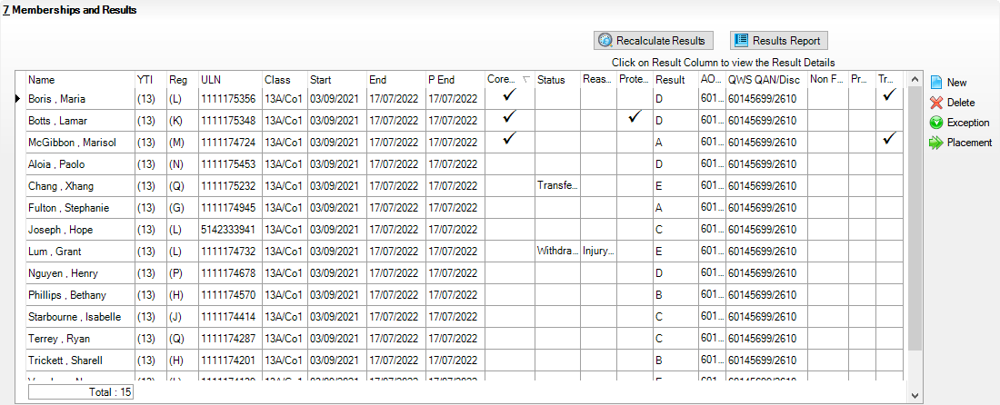 7 Memberships and Results
Recalculate Results Results Report
Click on Result Column to view the Result Details
Name YTI Reg ULN Class Start End P End Core... Status Reas... Prote... Result AO... QWS QAN/Disc Non F... Pr... Tr...
Boris , Maria (13) (L) 1111175356 13A/Co1 03/09/2021 17/07/2022 17/07/2022 ✓ D 601... 60145699/2610 ✓
Botts , Lamar (13) (K) 1111175348 13A/Co1 03/09/2021 17/07/2022 17/07/2022 ✓ ✓ D 601... 60145699/2610
McGibbon , Marisol (13) (M) 1111174724 13A/Co1 03/09/2021 17/07/2022 17/07/2022 ✓ A 601... 60145699/2610 ✓
Aloia , Paolo (13) (N) 1111175453 13A/Co1 03/09/2021 17/07/2022 17/07/2022 D 601... 60145699/2610
Chang , Xhang (13) (Q) 1111175232 13A/Co1 03/09/2021 17/07/2022 17/07/2022 Transfe... E 601... 60145699/2610
Fulton , Stephanie (13) (G) 1111174945 13A/Co1 03/09/2021 17/07/2022 17/07/2022 A 601... 60145699/2610
Joseph , Hope (13) (L) 5142333941 13A/Co1 03/09/2021 17/07/2022 17/07/2022 C 601... 60145699/2610
Lum , Grant (13) (L) 1111174732 13A/Co1 03/09/2021 17/07/2022 17/07/2022 Withdra... Injury... E 601... 60145699/2610
Nguyen , Henry (13) (P) 1111174678 13A/Co1 03/09/2021 17/07/2022 17/07/2022 D 601... 60145699/2610
Phillips , Bethany (13) (H) 1111174570 13A/Co1 03/09/2021 17/07/2022 17/07/2022 B 601... 60145699/2610
Starbourne , Isabelle (13) (J) 1111174414 13A/Co1 03/09/2021 17/07/2022 17/07/2022 C 601... 60145699/2610
Terrey , Ryan (13) (Q) 1111174287 13A/Co1 03/09/2021 17/07/2022 17/07/2022 C 601... 60145699/2610
Trickett , Sharell (13) (H) 1111174201 13A/Co1 03/09/2021 17/07/2022 17/07/2022 B 601... 60145699/2610
Total : 15
New
Delete
Exception
Placement